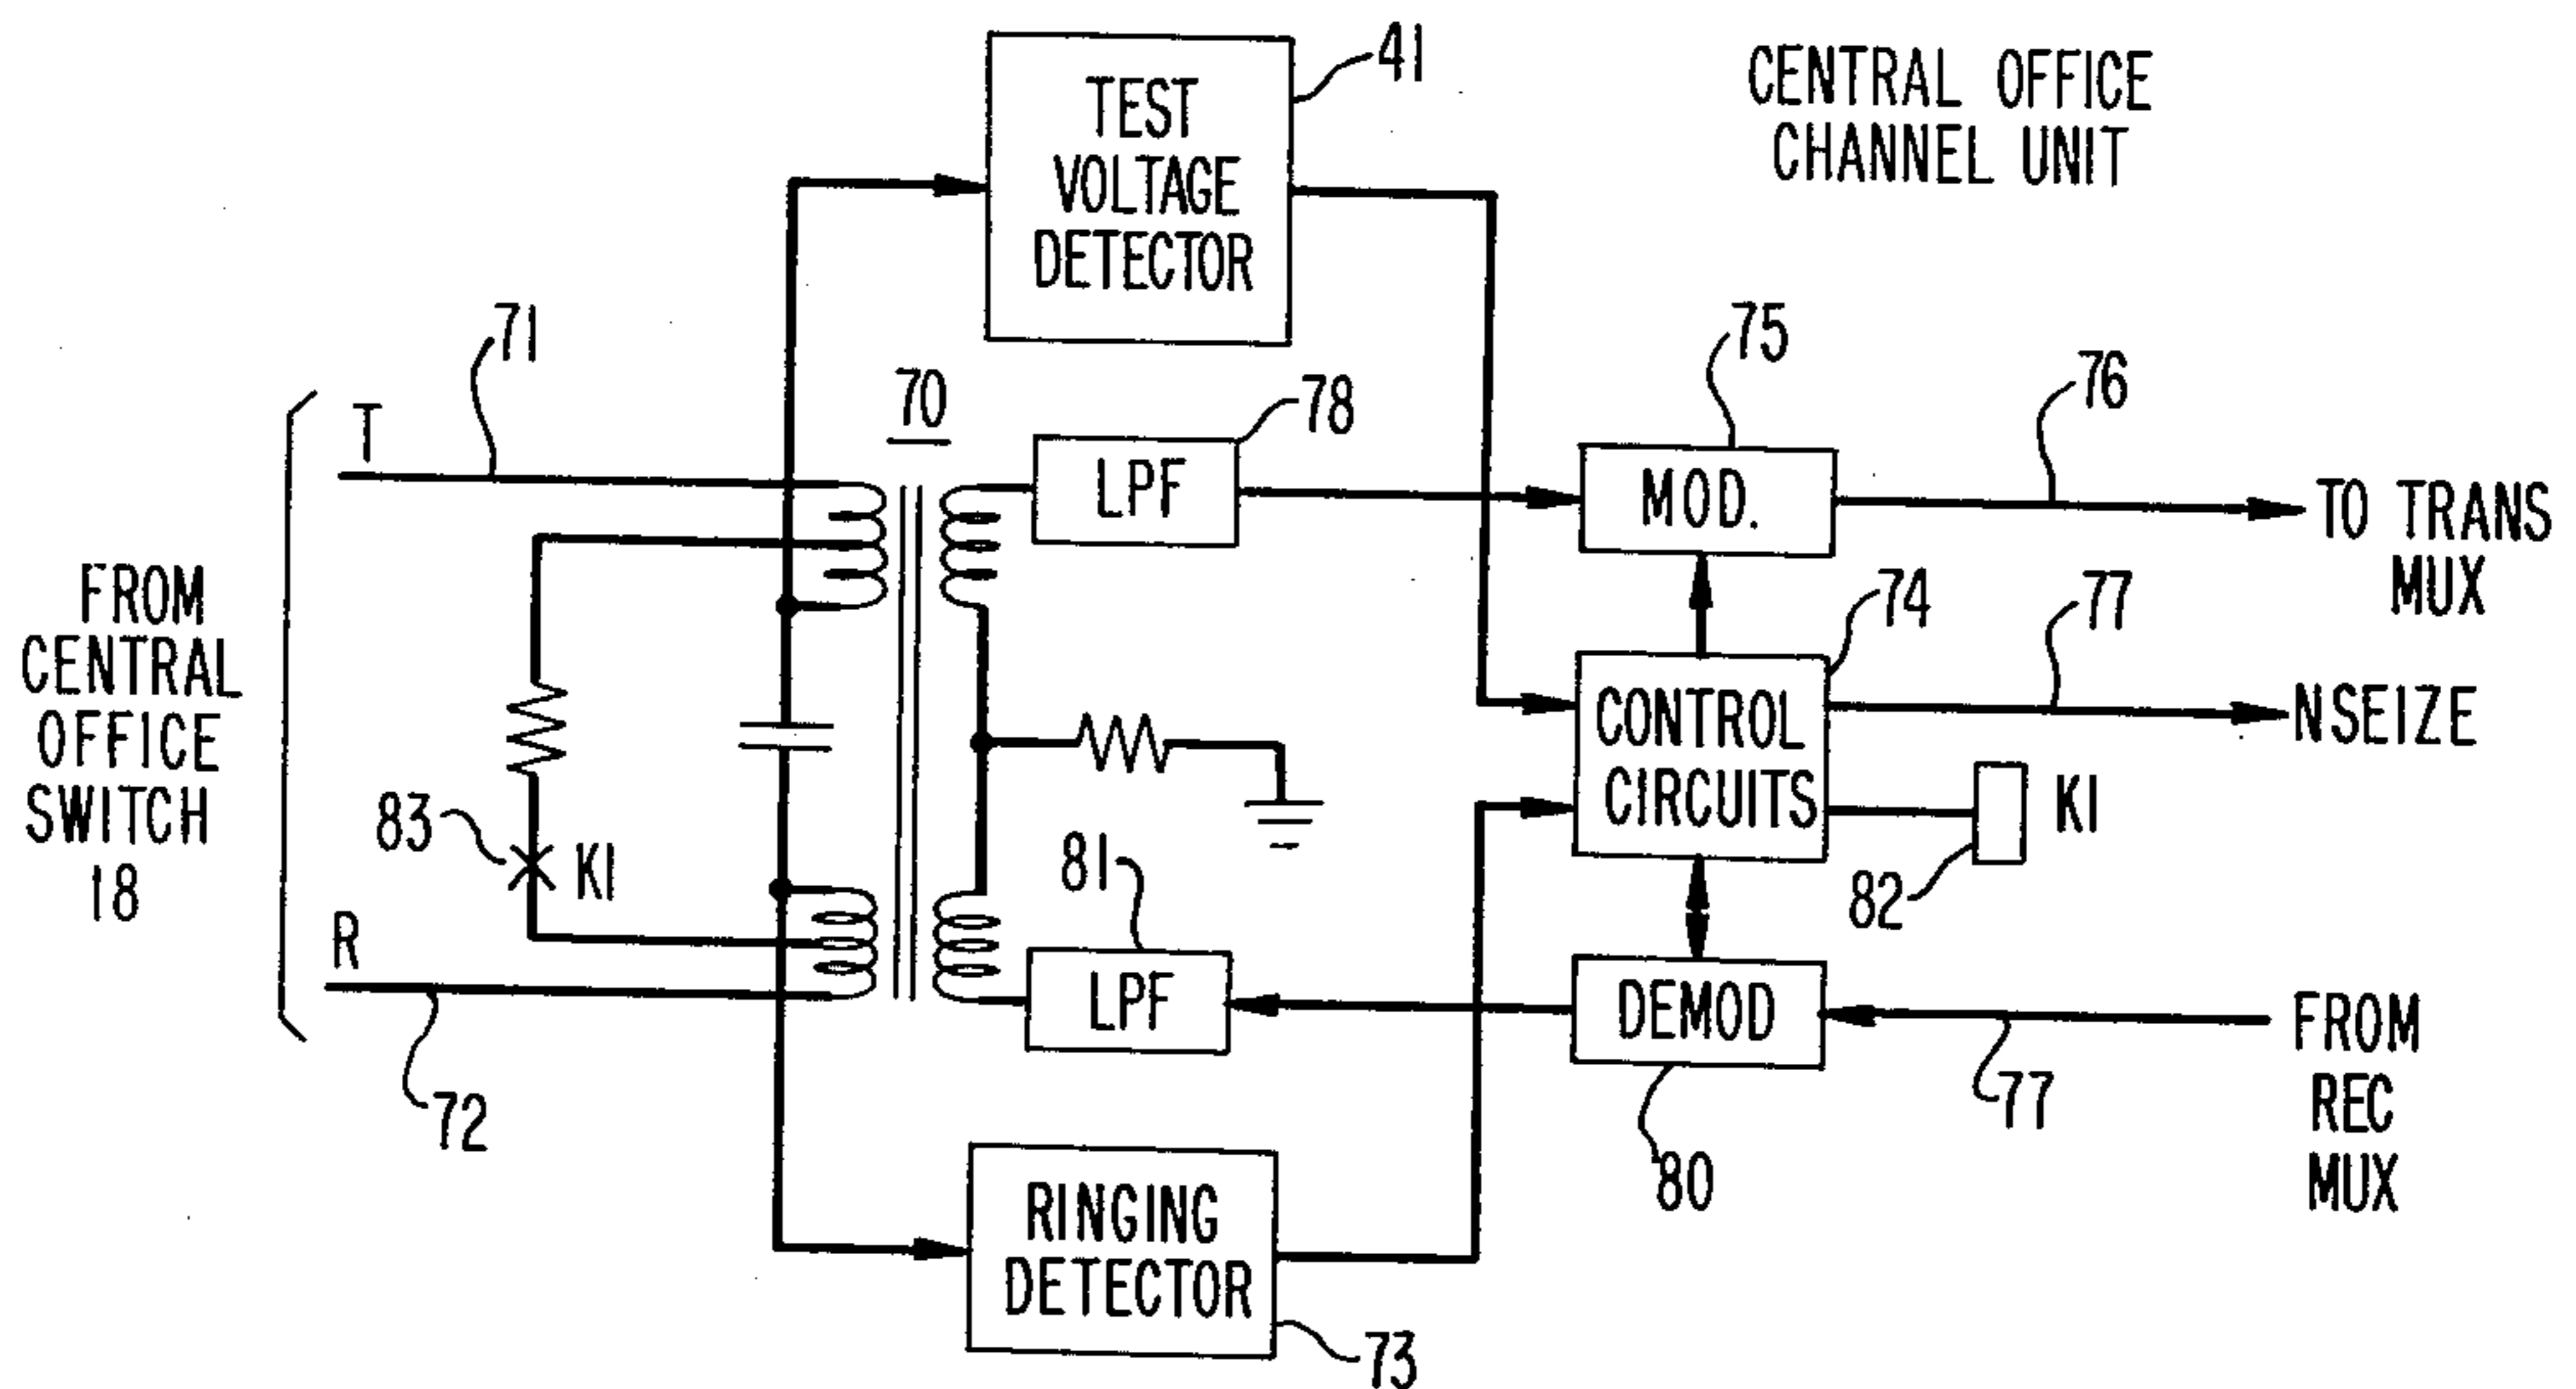 41
TEST
VOLTAGE
DETECTOR
CENTRAL OFFICE
CHANNEL UNIT
71
70
78
75
76
T
LPF
MOD.
TO TRANS
MUX
FROM
CENTRAL
OFFICE
SWITCH
18
74
77
CONTROL
CIRCUITS
NSEIZE
83
K1
K1
82
81
R
LPF
DEMOD
FROM
REC
MUX
72
77
80
RINGING
DETECTOR
73